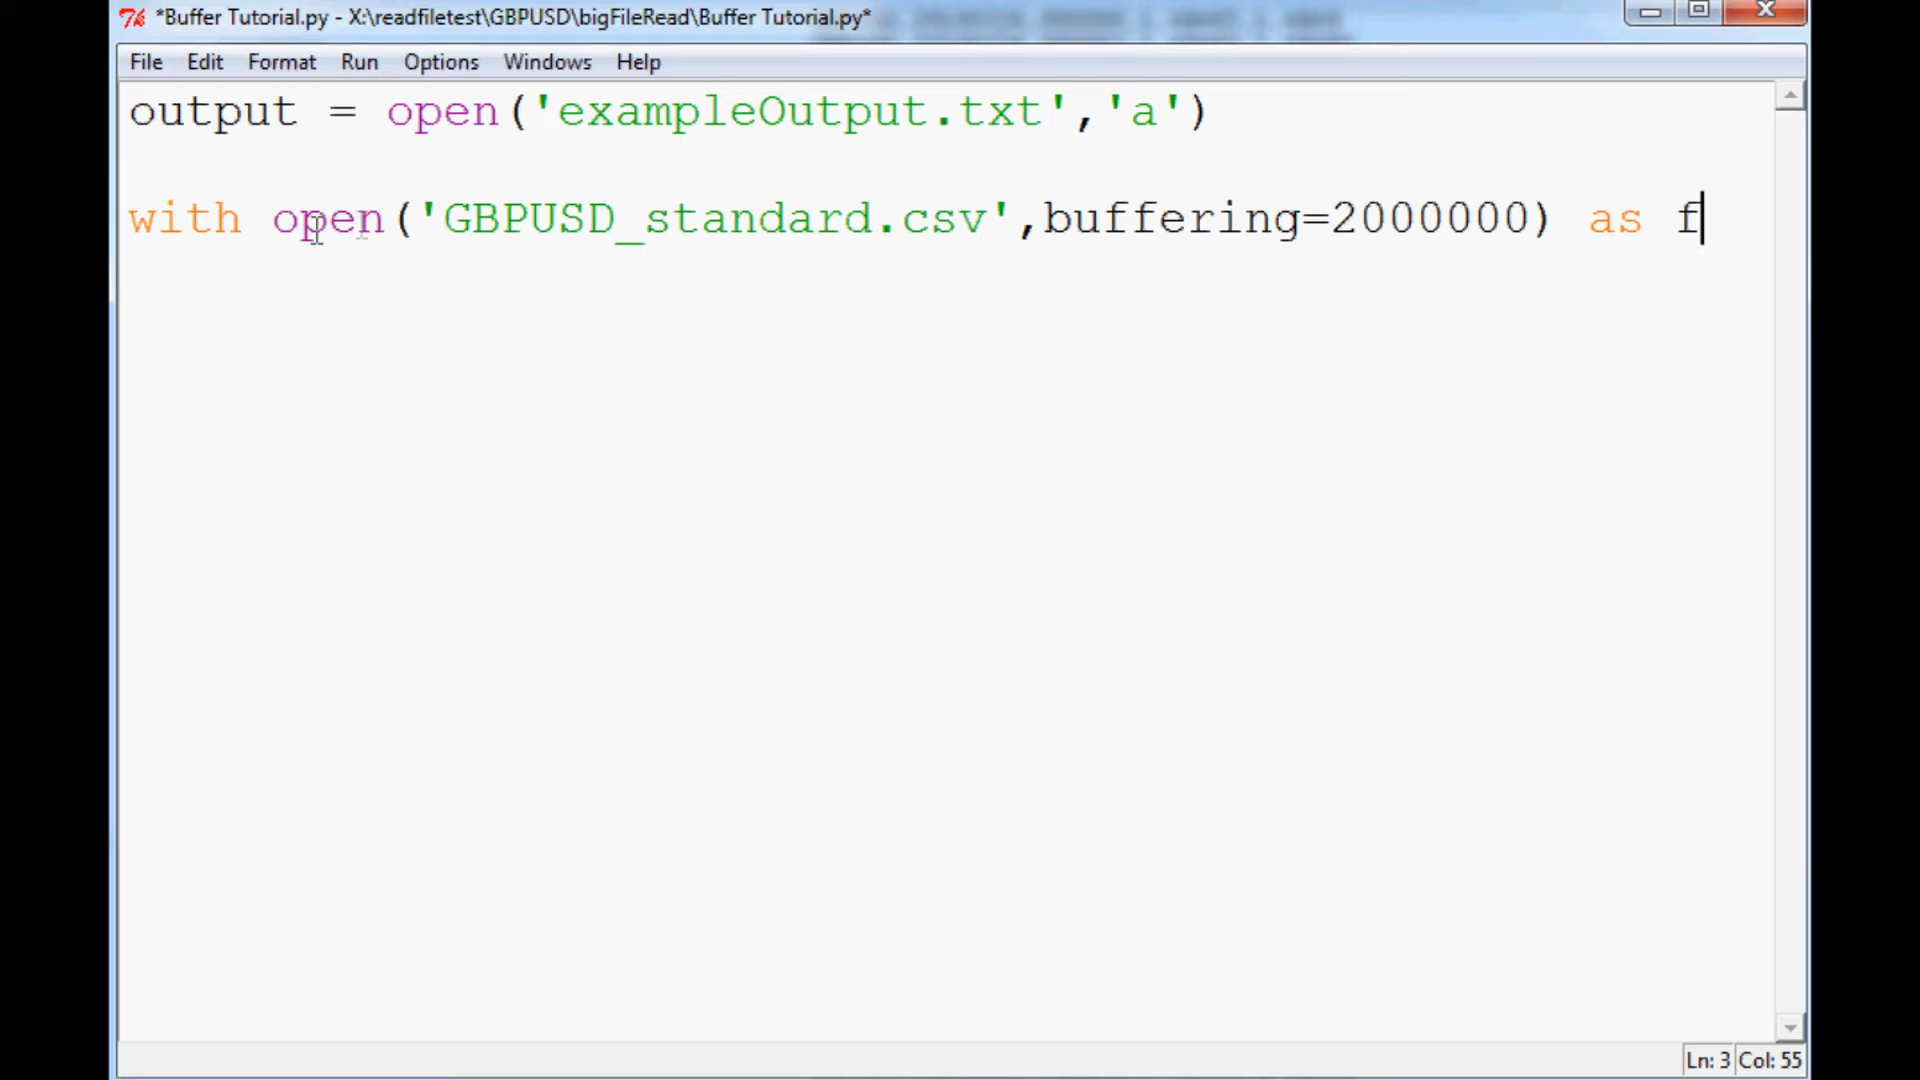 *Buffer Tutorial.py - X:\readfiletest\GBPUSD\bigFileRead\Buffer Tutorial.py*
File Edit Format Run Options Windows Help
output = open('exampleOutput.txt','a')
with open('GBPUSD_standard.csv',buffering=2000000) as f
Ln: 3 Col: 55